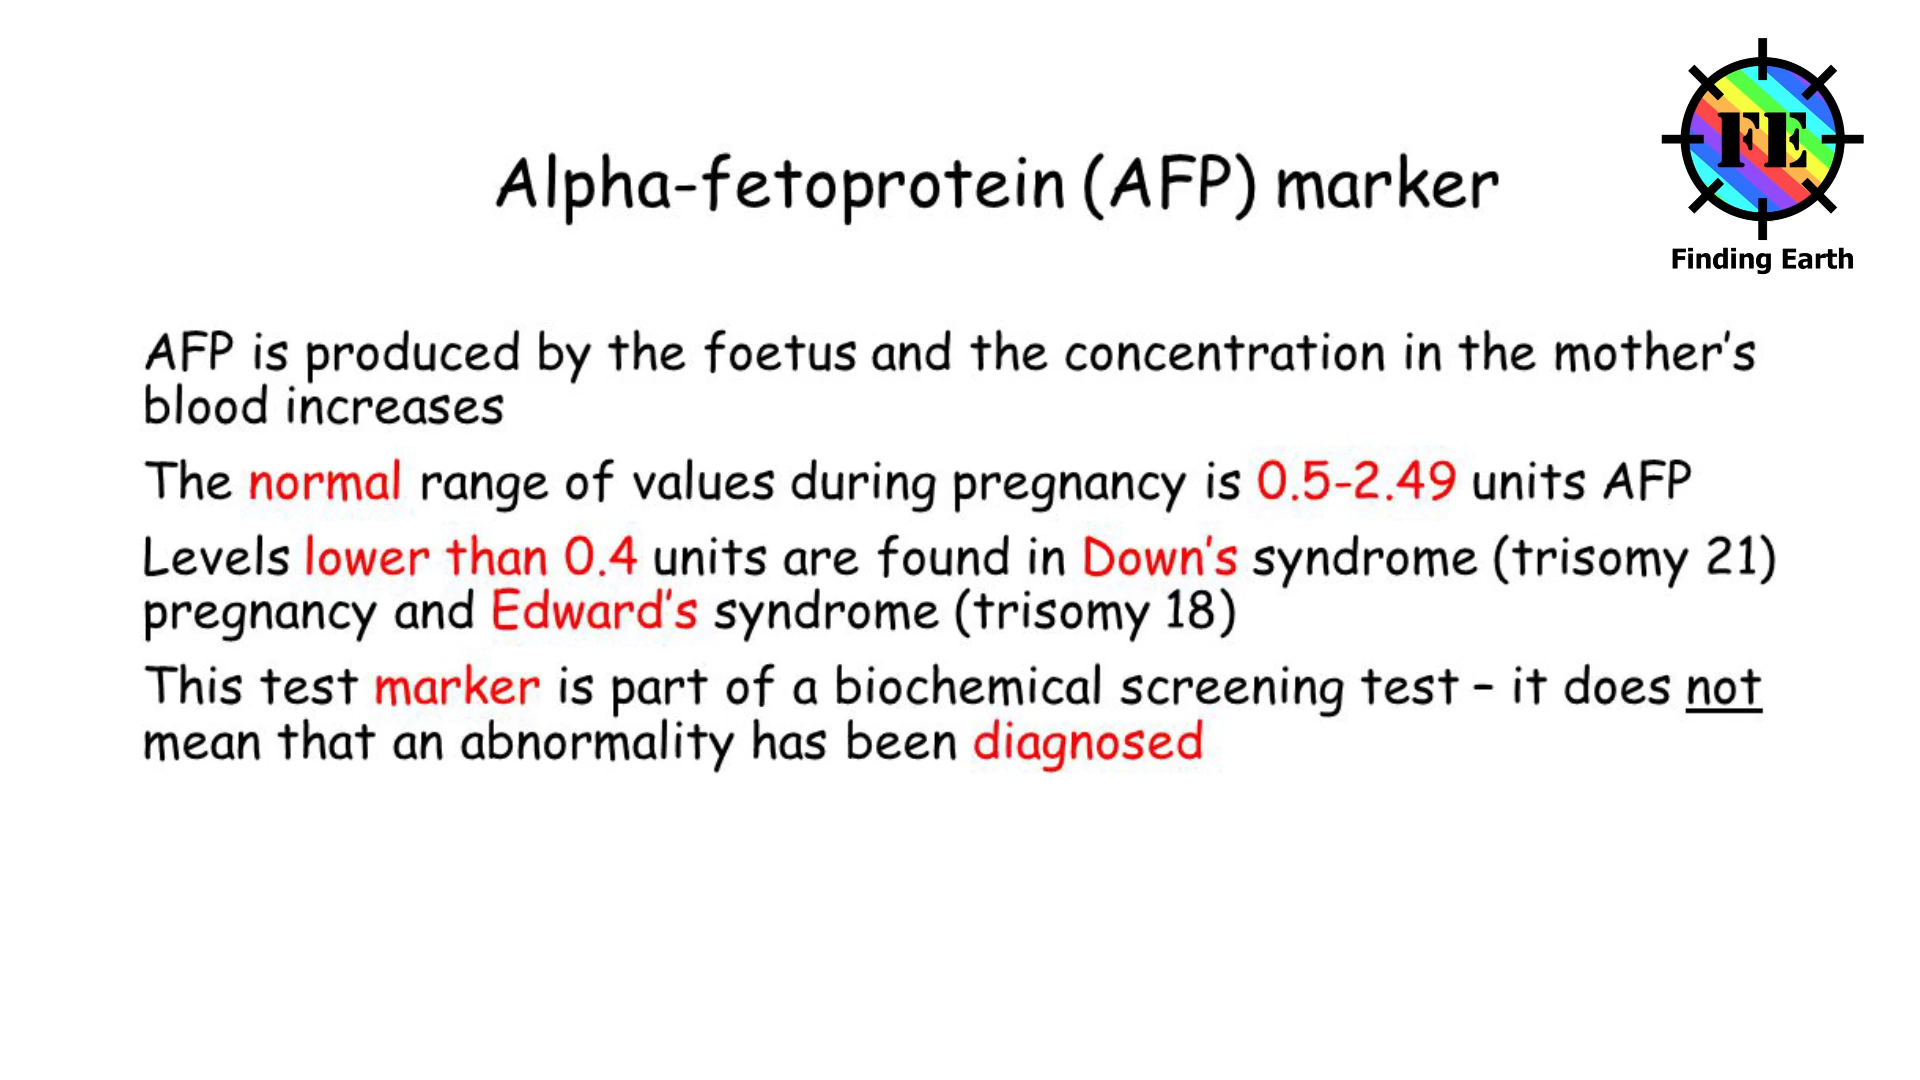 FE
Finding Earth
Alpha-fetoprotein (AFP) marker
AFP is produced by the foetus and the concentration in the mother's
blood increases
The normal range of values during pregnancy is 0.5-2.49 units AFP
Levels lower than 0.4 units are found in Down's syndrome (trisomy 21)
pregnancy and Edward's syndrome (trisomy 18)
This test marker is part of a biochemical screening test – it does not
mean that an abnormality has been diagnosed